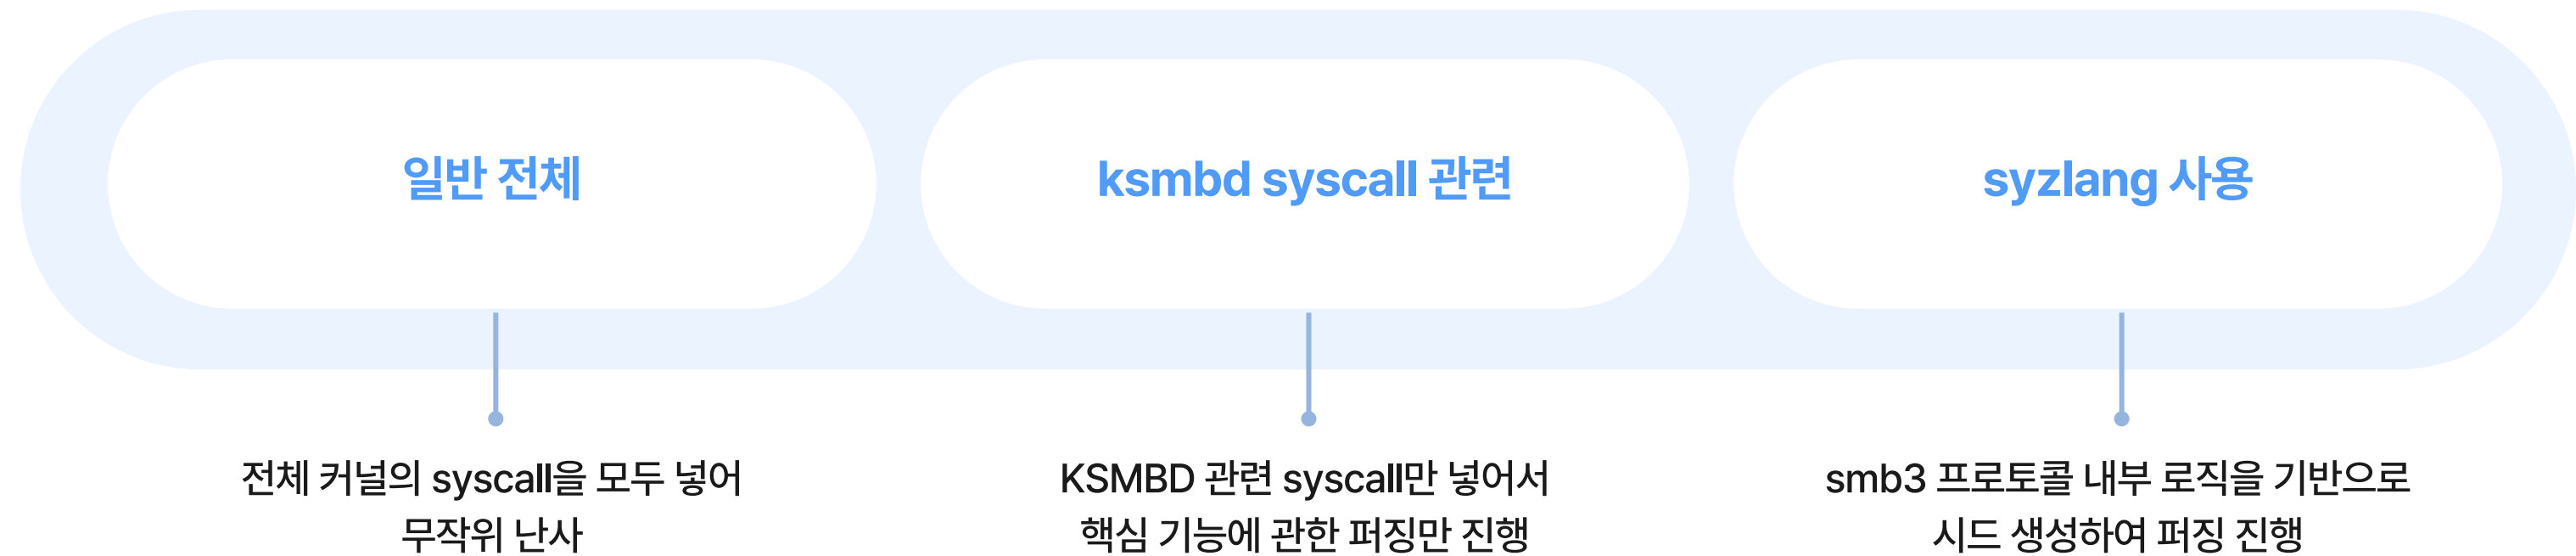 일반 전체
ksmbd syscall 관련
syzlang 사용
전체 커널의 syscall을 모두 넣어
무작위 난사
KSMBD 관련 syscall만 넣어서
핵심 기능에 관한 퍼징만 진행
smb3 프로토콜 내부 로직을 기반으로
시드 생성하여 퍼징 진행